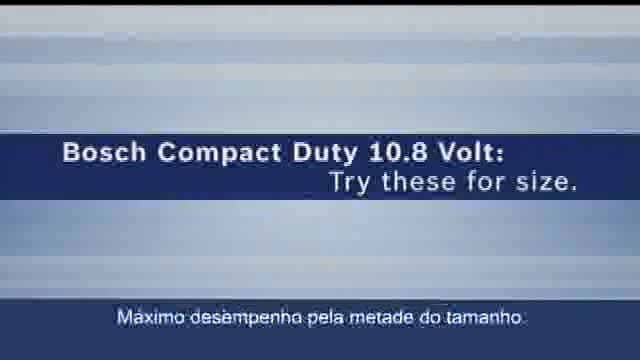 Bosch Compact Duty 10.8 Volt:
Try these for size.
Máximo desempenho pela metade do tamanho